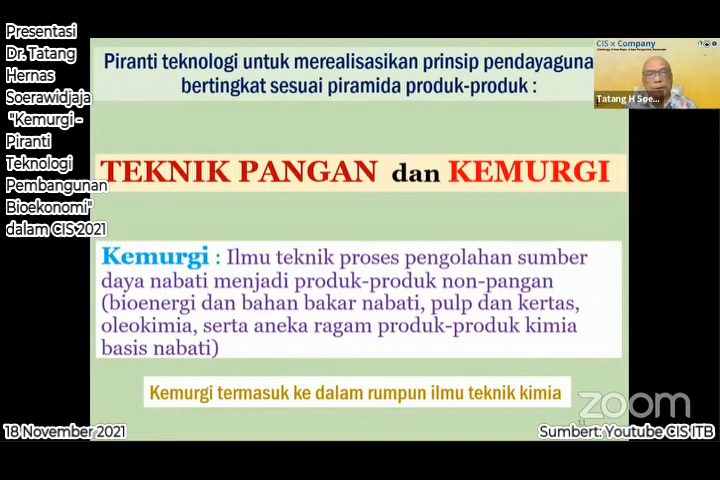 Presentasi
Dr. Tatang
Hernas
Soerawidjaja
"Kemurgi -
Piranti
Teknologi
Pembangunan
Bioekonomi"
dalam CIS 2021
Piranti teknologi untuk merealisasikan prinsip pendayaguna
bertingkat sesuai piramida produk-produk :
CIS x Company
Tatang H Soe...
TEKNIK PANGAN dan KEMURGI
Kemurgi : Ilmu teknik proses pengolahan sumber
daya nabati menjadi produk-produk non-pangan
(bioenergi dan bahan bakar nabati, pulp dan kertas,
oleokimia, serta aneka ragam produk-produk kimia
basis nabati)
Kemurgi termasuk ke dalam rumpun ilmu teknik kimia
zoom
18 November 2021
Sumbert: Youtube CIS ITB